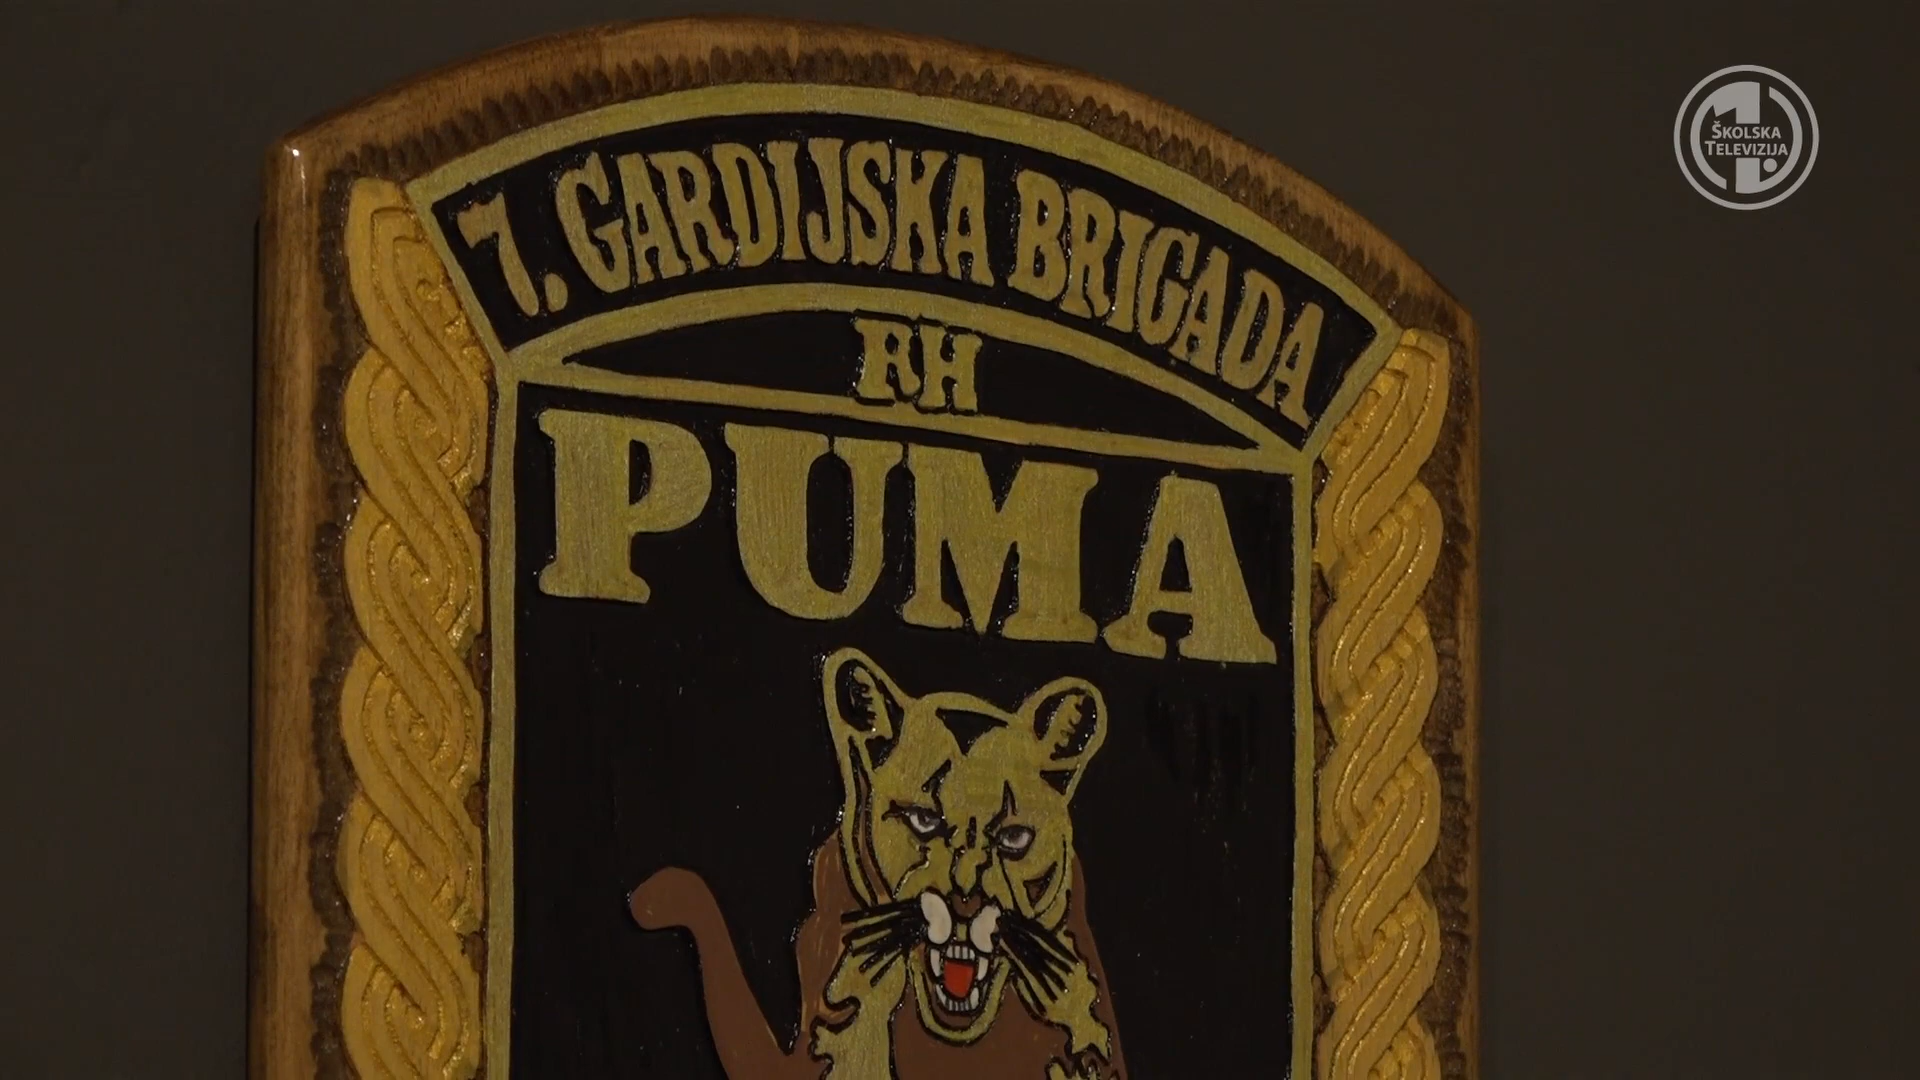 7. GARDIJSKA BRIGADA
RH
PUMA
ŠKOLSKA
TELEVIZIJA